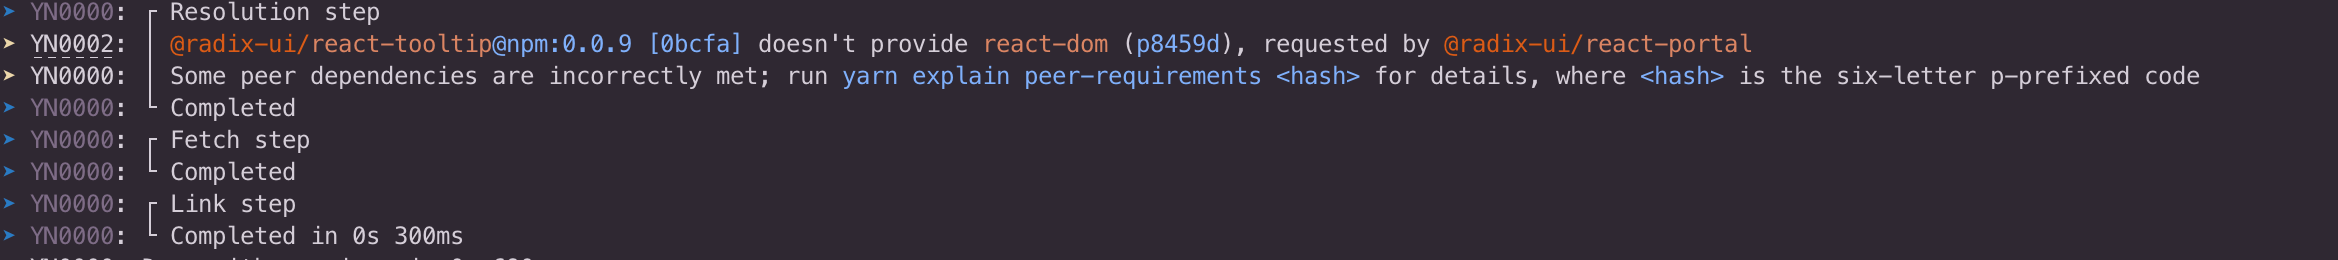 ➤ YN0000: ┌ Resolution step
➤ YN0002: │ @radix-ui/react-tooltip@npm:0.0.9 [0bcfa] doesn't provide react-dom (p8459d), requested by @radix-ui/react-portal
➤ YN0000: │ Some peer dependencies are incorrectly met; run yarn explain peer-requirements <hash> for details, where <hash> is the six-letter p-prefixed code
➤ YN0000: └ Completed
➤ YN0000: ┌ Fetch step
➤ YN0000: └ Completed
➤ YN0000: ┌ Link step
➤ YN0000: └ Completed in 0s 300ms